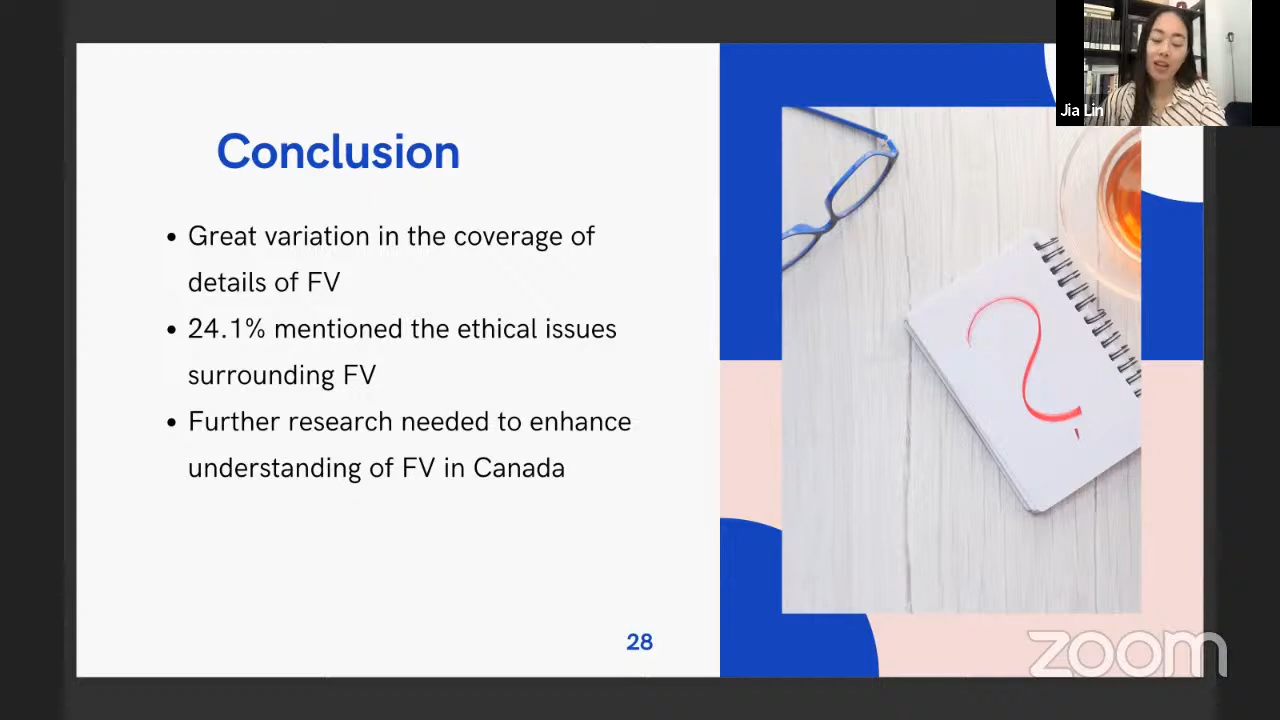 Jia Lin
Conclusion
• Great variation in the coverage of
details of FV
• 24.1% mentioned the ethical issues
surrounding FV
• Further research needed to enhance
understanding of FV in Canada
28
zoom